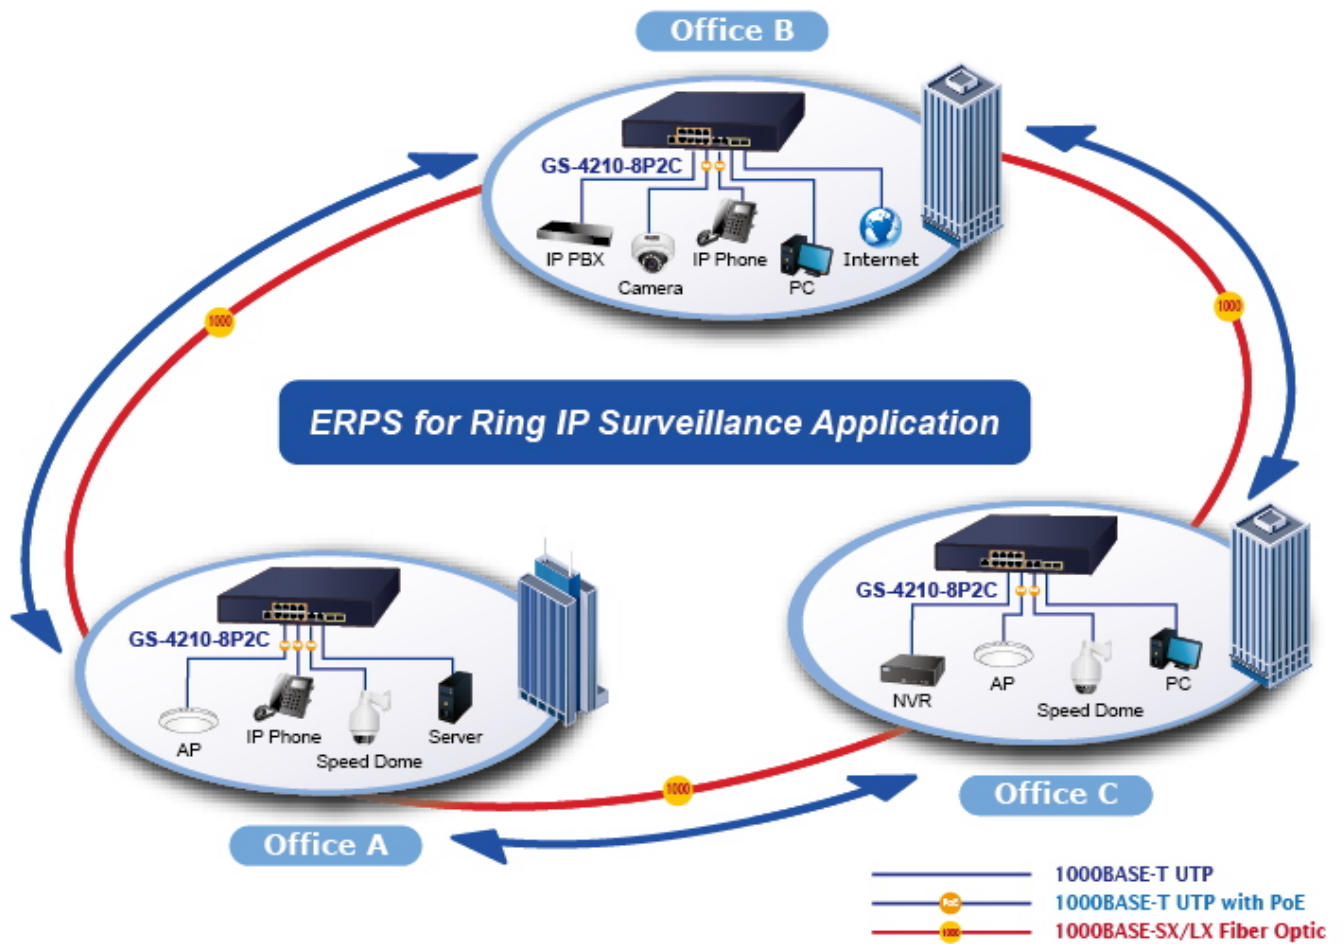 Office B
GS-4210-8P2C
IP PBX
Camera
IP Phone
PC
Internet
1000
1000
ERPS for Ring IP Surveillance Application
GS-4210-8P2C
AP
IP Phone
Speed Dome
Server
GS-4210-8P2C
NVR
AP
Speed Dome
PC
1000
Office A
Office C
1000BASE-T UTP
PoE 1000BASE-T UTP with PoE
1000 1000BASE-SX/LX Fiber Optic